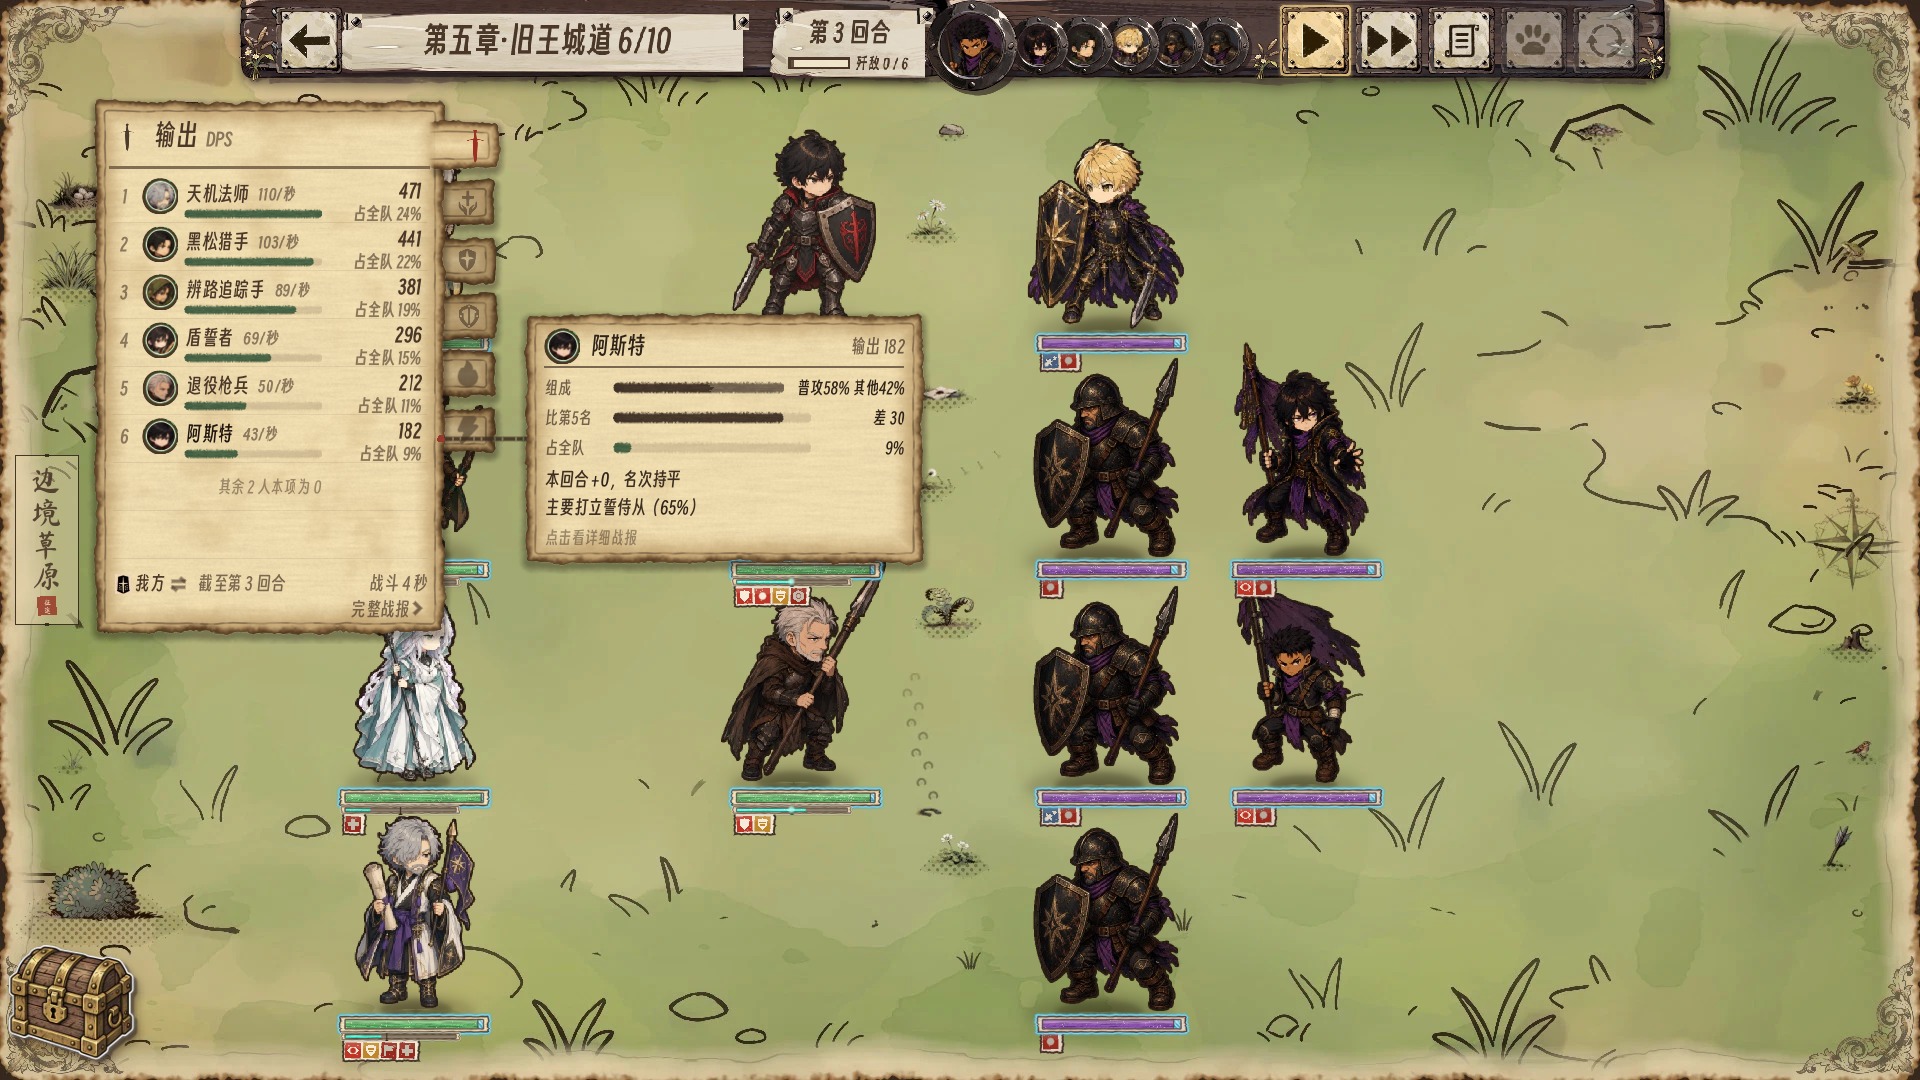 第五章·旧王城道 6/10
第 3 回合
歼敌 0 / 6
输出 DPS
1 天机法师 110/秒 471
占全队 24%
2 黑松猎手 103/秒 441
占全队 22%
3 辨路追踪手 89/秒 381
占全队 19%
4 盾誓者 69/秒 296
占全队 15%
5 退役枪兵 50/秒 212
占全队 11%
6 阿斯特 43/秒 182
占全队 9%
其余 2 人本项为 0
我方 ⇌ 截至第 3 回合 战斗 4 秒
完整战报 >
阿斯特 输出 182
组成 普攻58% 其他42%
比第5名 差 30
占全队 9%
本回合 +0，名次持平
主要打立誓侍从（65%）
点击看详细战报
边境草原